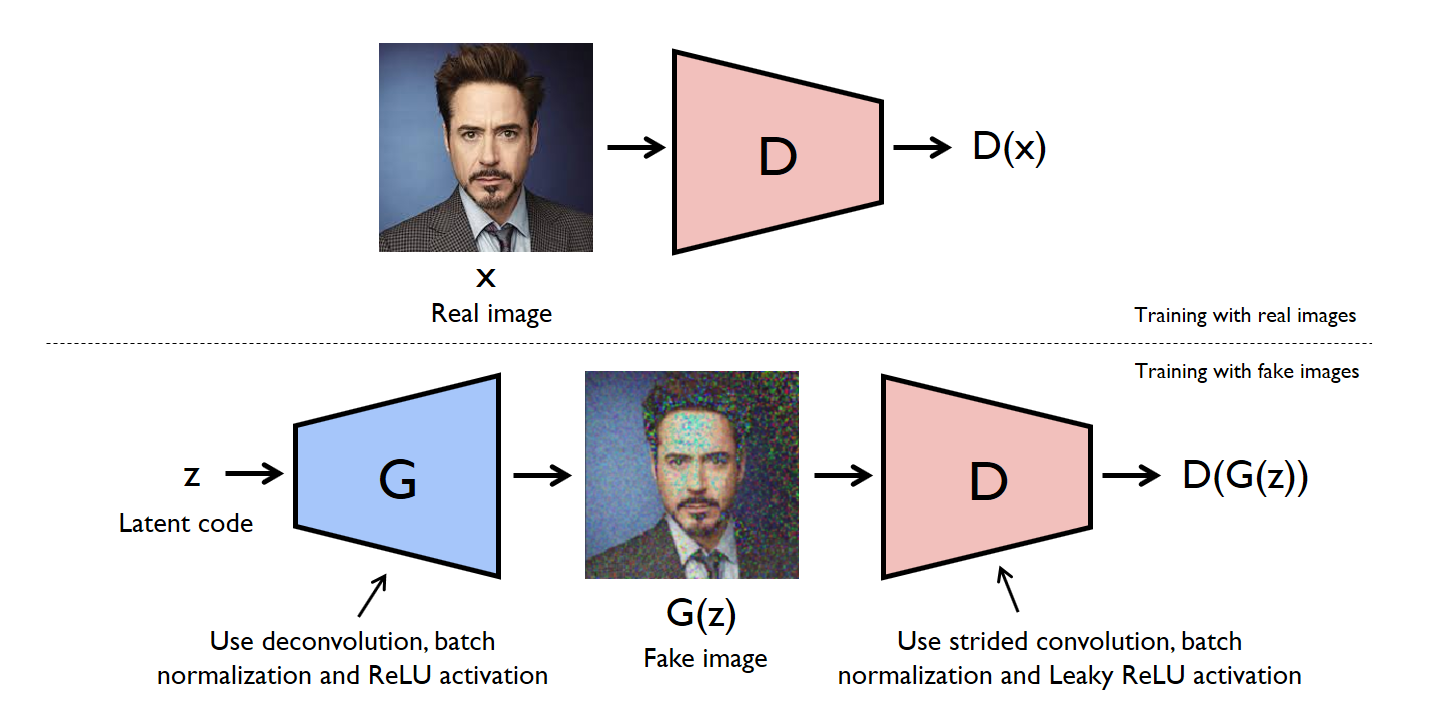 D
D(x)
x
Real image
Training with real images
Training with fake images
z
G
D
D(G(z))
Latent code
G(z)
Fake image
Use deconvolution, batch
normalization and ReLU activation
Use strided convolution, batch
normalization and Leaky ReLU activation